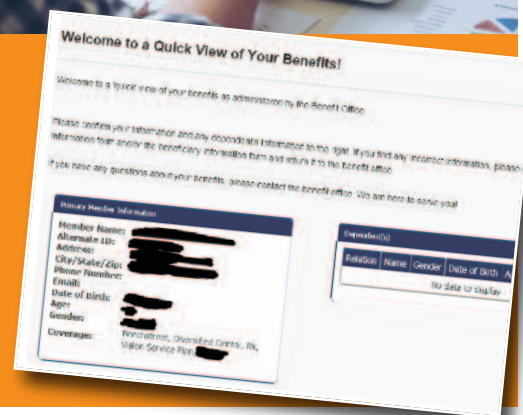 Welcome to a Quick View of Your Benefits!
Welcome to a quick view of your benefits as administered by the Benefit Office
Please confirm your information and any dependent's information to the right. If you find any incorrect information, please
information form and/or the beneficiary information form and return it to the benefit office.
If you have any questions about your benefits, please contact the benefit office. We are here to serve you!
Primary Member Information
Member Name:
Alternate ID:
Address:
City/State/Zip:
Phone Number:
Email:
Date of Birth:
Age:
Gender:
Coverage: Beechstreet, Diversified Dental, Rx,
Vision Service Plan,
Dependent(s)
Relation Name Gender Date of Birth A
No data to display